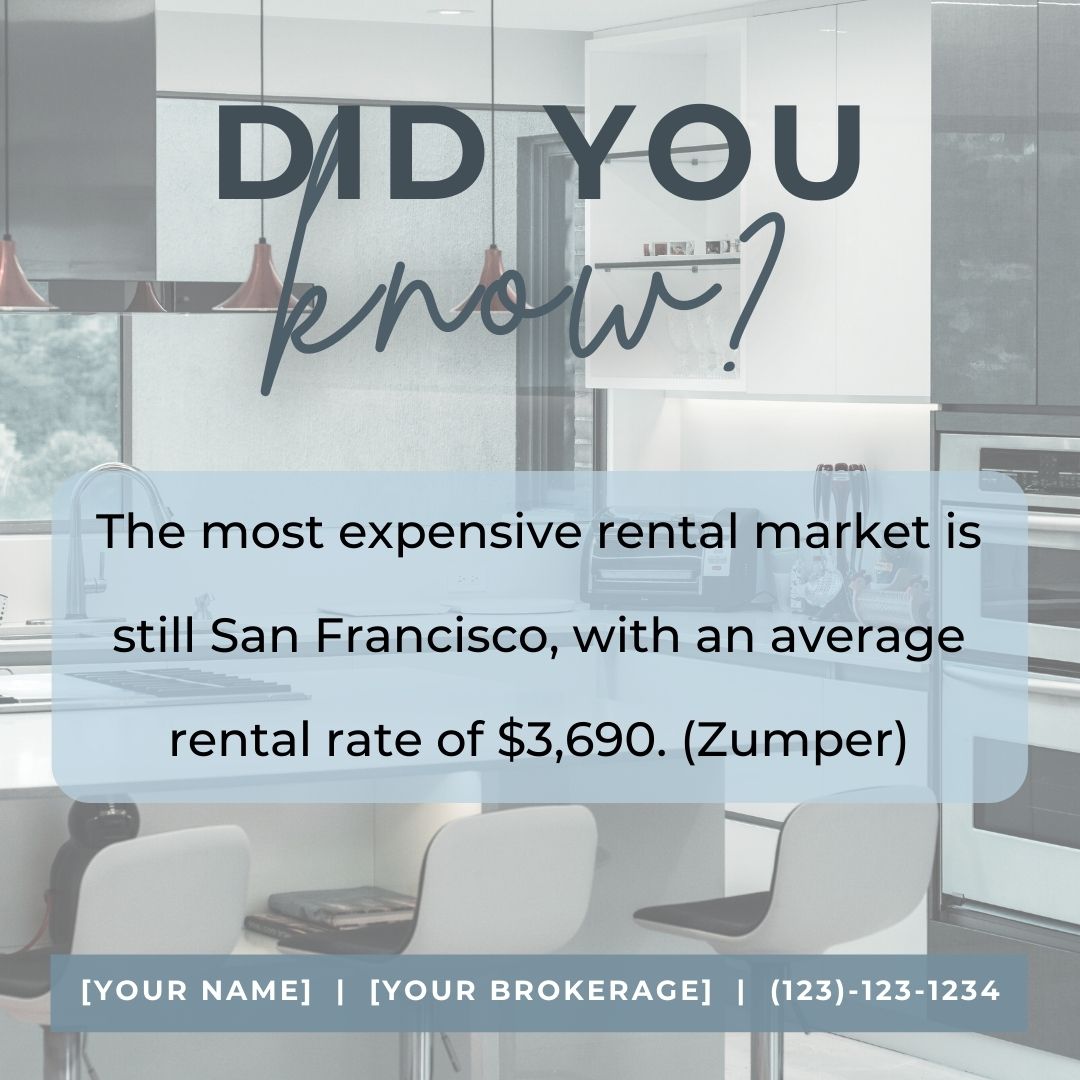 DID YOU
know?
The most expensive rental market is
still San Francisco, with an average
rental rate of $3,690. (Zumper)
[YOUR NAME] | [YOUR BROKERAGE] | (123)-123-1234